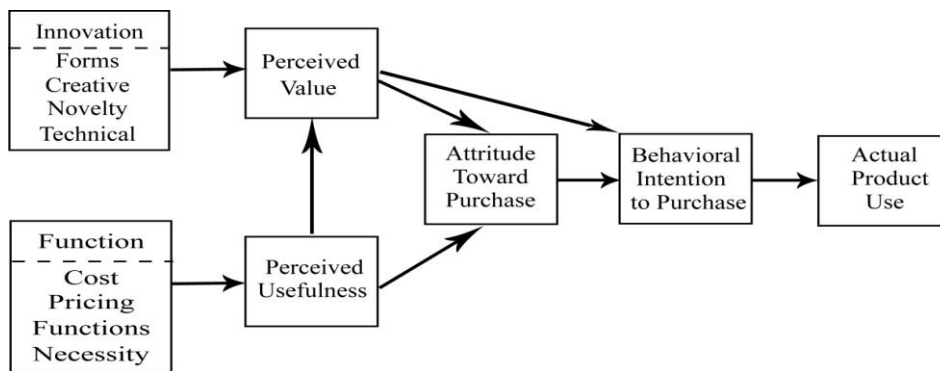 Innovation
Forms
Creative
Novelty
Technical
Perceived
Value
Attritude
Toward
Purchase
Behavioral
Intention
to Purchase
Actual
Product
Use
Function
Cost
Pricing
Functions
Necessity
Perceived
Usefulness